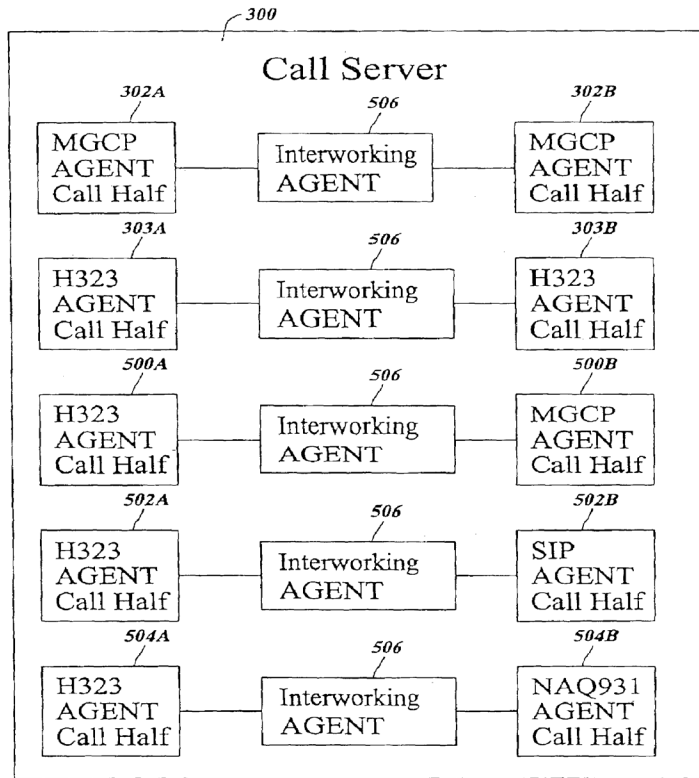 300
Call Server
302A 506 302B
MGCP Interworking MGCP
AGENT AGENT AGENT
Call Half Call Half
303A 506 303B
H323 Interworking H323
AGENT AGENT AGENT
Call Half Call Half
500A 506 500B
H323 Interworking MGCP
AGENT AGENT AGENT
Call Half Call Half
502A 506 502B
H323 Interworking SIP
AGENT AGENT AGENT
Call Half Call Half
504A 506 504B
H323 Interworking NAQ931
AGENT AGENT AGENT
Call Half Call Half